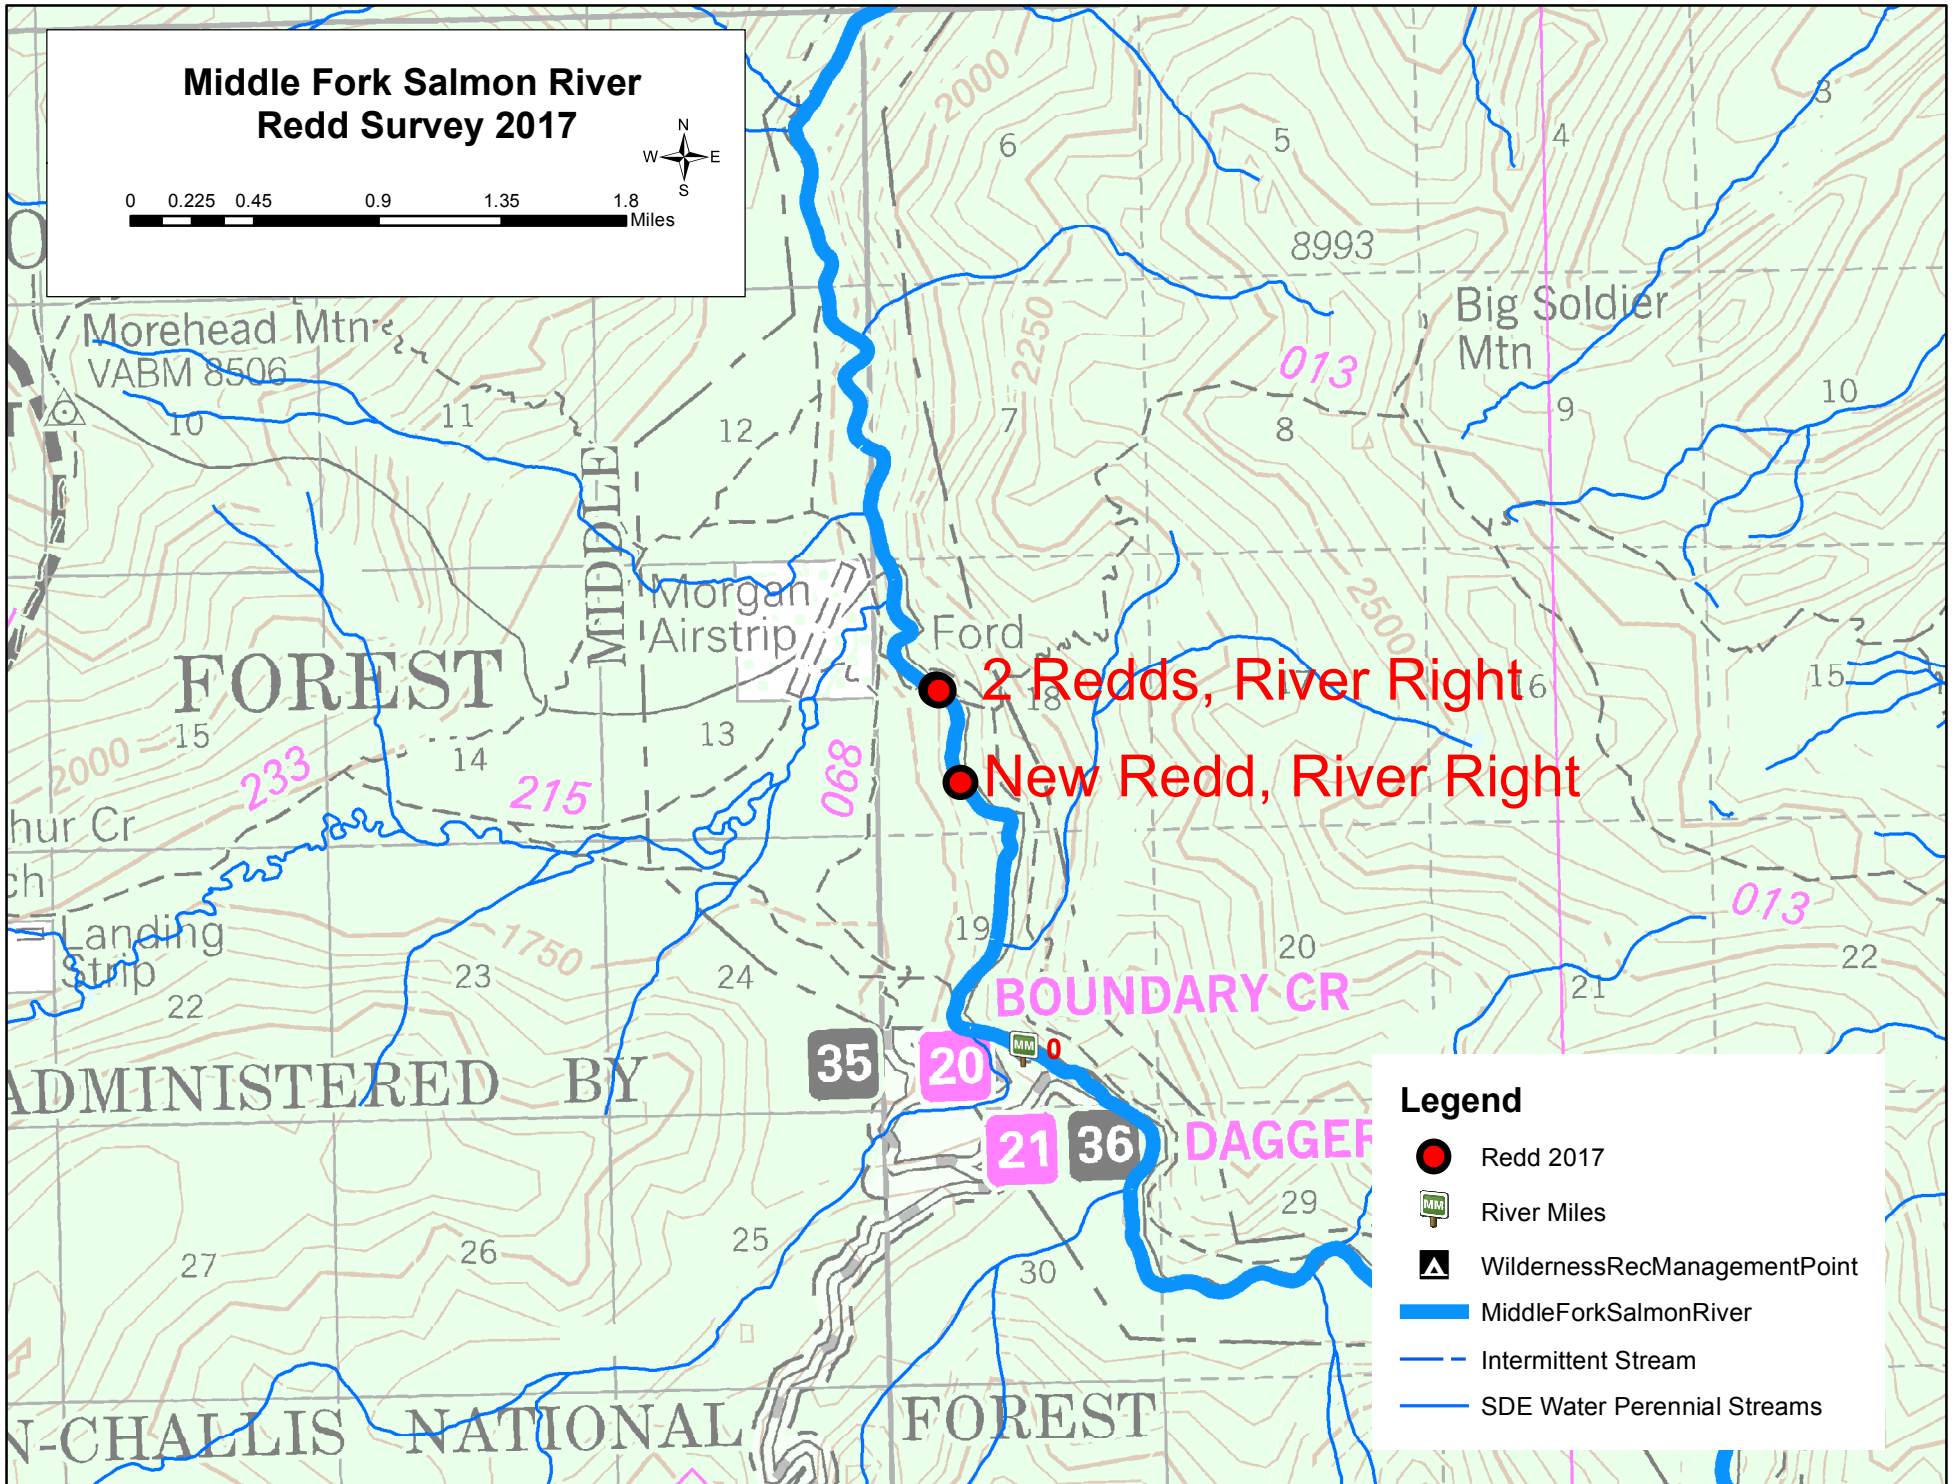 Middle Fork Salmon River
Redd Survey 2017
N
W E
S
0 0.225 0.45 0.9 1.35 1.8
Miles
2000
6
5
4
3
8993
Big Soldier
Mtn
Morehead Mtn
VABM 8506
2250
013
10
11
12
7
8
9
10
MIDDLE
Morgan
Airstrip
Ford
2500
FOREST
2 Redds, River Right
18
17
16
15
15
14
13
2000
233
215
068
New Redd, River Right
hur Cr
ch
Landing
Strip
1750
19
013
22
23
24
20
21
22
BOUNDARY CR
35
20
MM
0
ADMINISTERED BY
21
36
DAGGER
27
26
25
30
29
N-CHALLIS NATIONAL FOREST
Legend
Redd 2017
MM
River Miles
WildernessRecManagementPoint
MiddleForkSalmonRiver
Intermittent Stream
SDE Water Perennial Streams